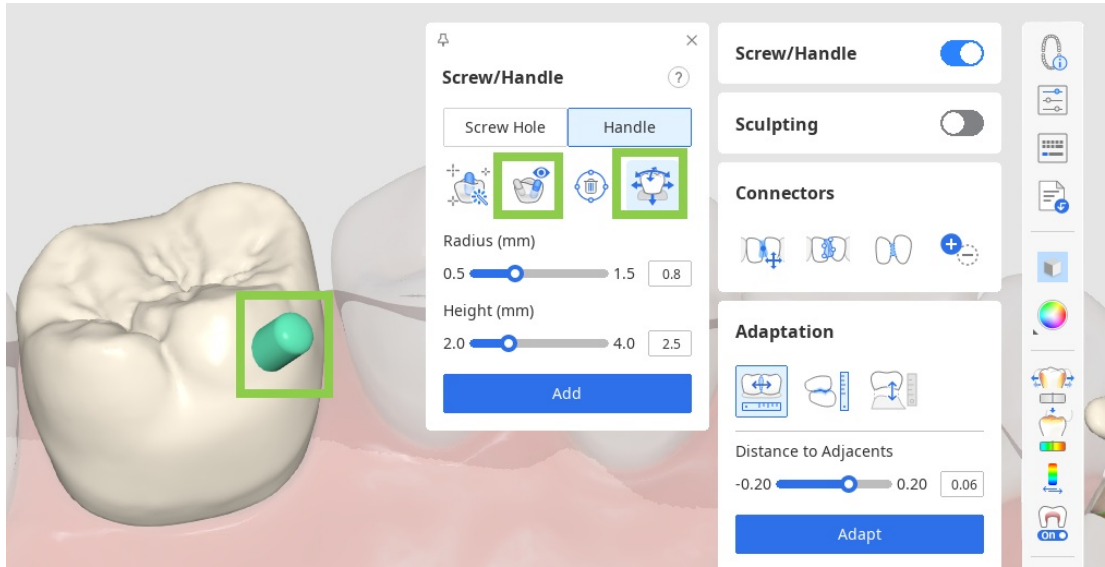 Screw/Handle
?
Screw Hole
Handle
Radius (mm)
0.5
1.5
0.8
Height (mm)
2.0
4.0
2.5
Add
Screw/Handle
Sculpting
Connectors
Adaptation
Distance to Adjacents
-0.20
0.20
0.06
Adapt
on